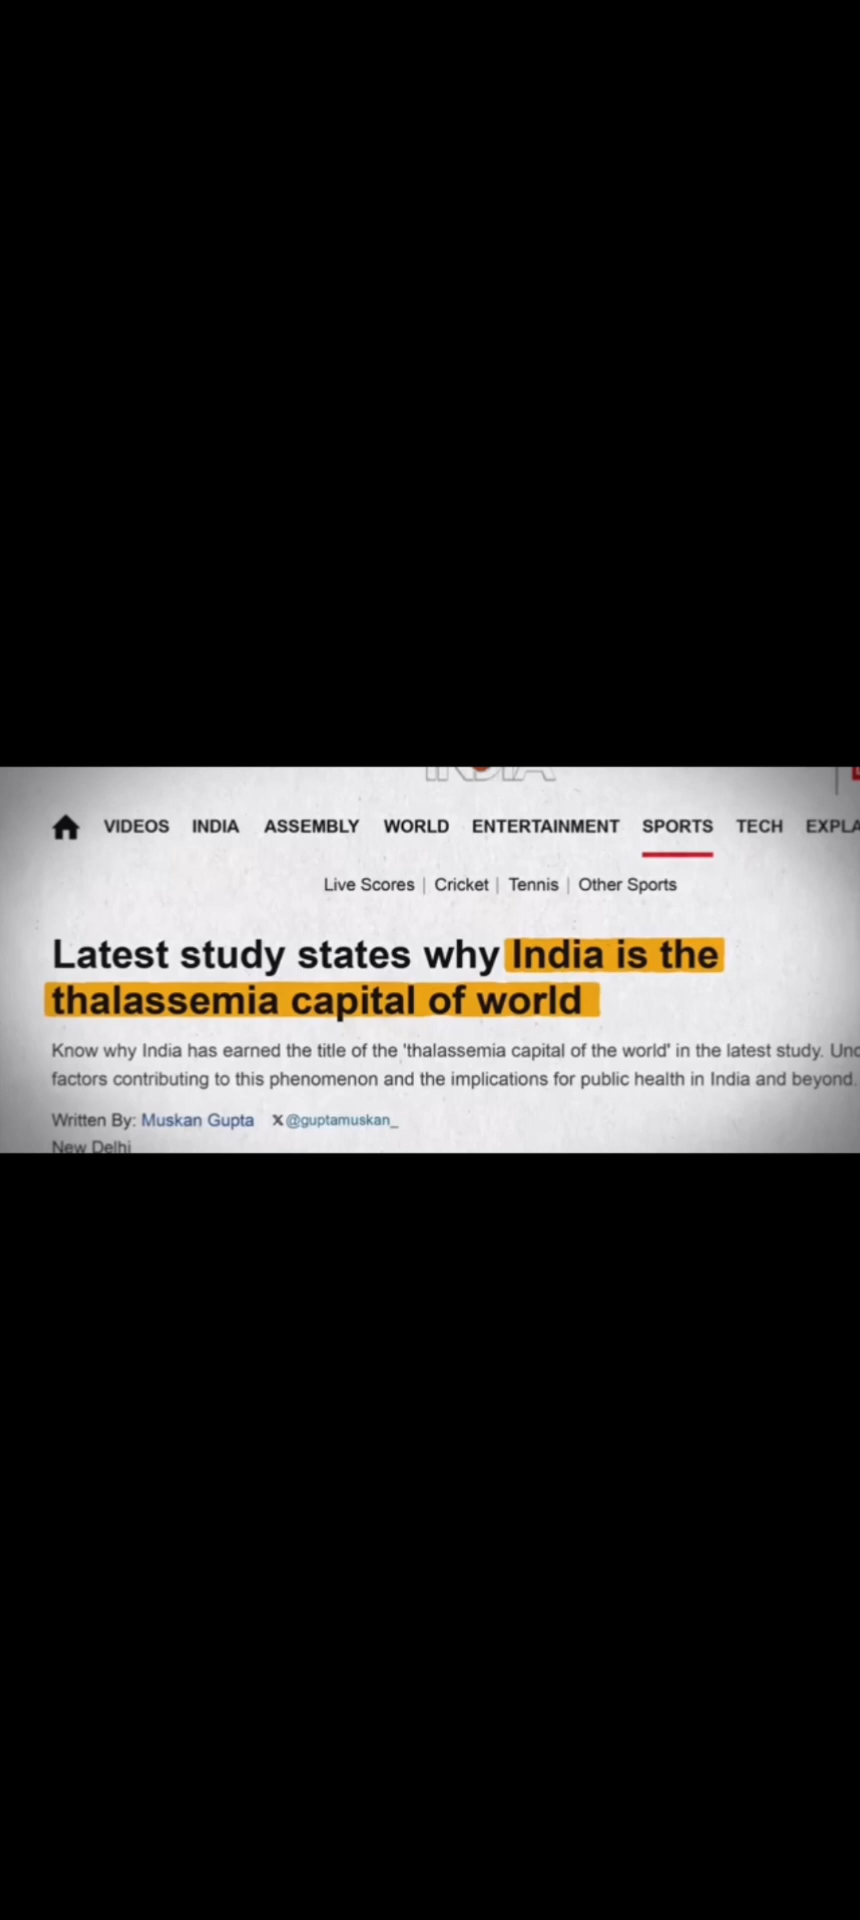 VIDEOS INDIA ASSEMBLY WORLD ENTERTAINMENT SPORTS TECH
Live Scores | Cricket | Tennis | Other Sports
Latest study states why India is the
thalassemia capital of world
Know why India has earned the title of the 'thalassemia capital of the world' in the latest study.
factors contributing to this phenomenon and the implications for public health in India and beyond.
Written By: Muskan Gupta X@guptamuskan_
New Delhi